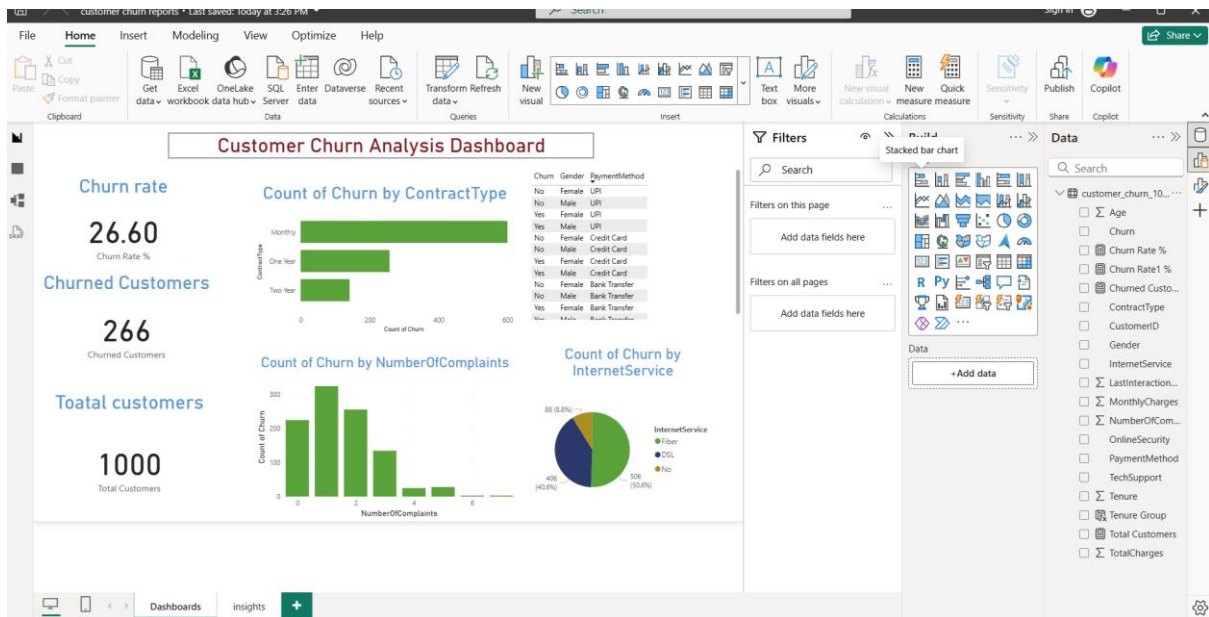 customer churn reports • Last saved: Today at 3:26 PM
Search
Sign in
File Home Insert Modeling View Optimize Help
Share
Paste
Cut
Copy
Format painter
Clipboard
Get data
Excel workbook
OneLake data hub
SQL Server
Enter data
Dataverse
Recent sources
Data
Transform data
Refresh
Queries
New visual
Text box
More visuals
Insert
New visual calculation
New measure
Quick measure
Calculations
Sensitivity
Sensitivity
Publish
Share
Copilot
Copilot
Customer Churn Analysis Dashboard
Churn rate
26.60
Churn Rate %
Churned Customers
266
Churned Customers
Toatal customers
1000
Total Customers
Count of Churn by ContractType
ContractType
Monthly
One Year
Two Year
0 200 400 600
Count of Churn
Churn Gender PaymentMethod
No Female UPI
No Male UPI
Yes Female UPI
Yes Male UPI
No Female Credit Card
No Male Credit Card
Yes Female Credit Card
Yes Male Credit Card
No Female Bank Transfer
No Male Bank Transfer
Yes Female Bank Transfer
Yes Male Bank Transfer
Count of Churn by NumberOfComplaints
Count of Churn
300
200
100
0
0 2 4 6
NumberOfComplaints
Count of Churn by
InternetService
88 (8.8%)
406
(40.6%)
506
(50.6%)
InternetService
Fiber
DSL
No
Filters
Search
Filters on this page
Add data fields here
Filters on all pages
Add data fields here
Build
Stacked bar chart
R Py
Data
+Add data
Data
Search
customer_churn_10...
Age
Churn
Churn Rate %
Churn Rate1 %
Churned Custo...
ContractType
CustomerID
Gender
InternetService
LastInteraction...
MonthlyCharges
NumberOfCom...
OnlineSecurity
PaymentMethod
TechSupport
Tenure
Tenure Group
Total Customers
TotalCharges
Dashboards insights